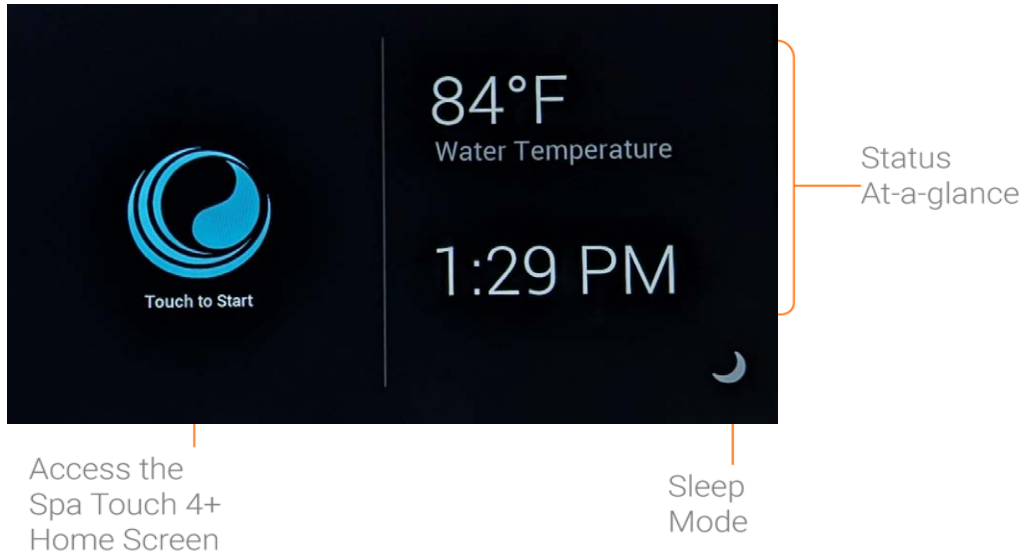 84°F
Water Temperature
Status
At-a-glance
1:29 PM
Touch to Start
Access the
Spa Touch 4+
Home Screen
Sleep
Mode